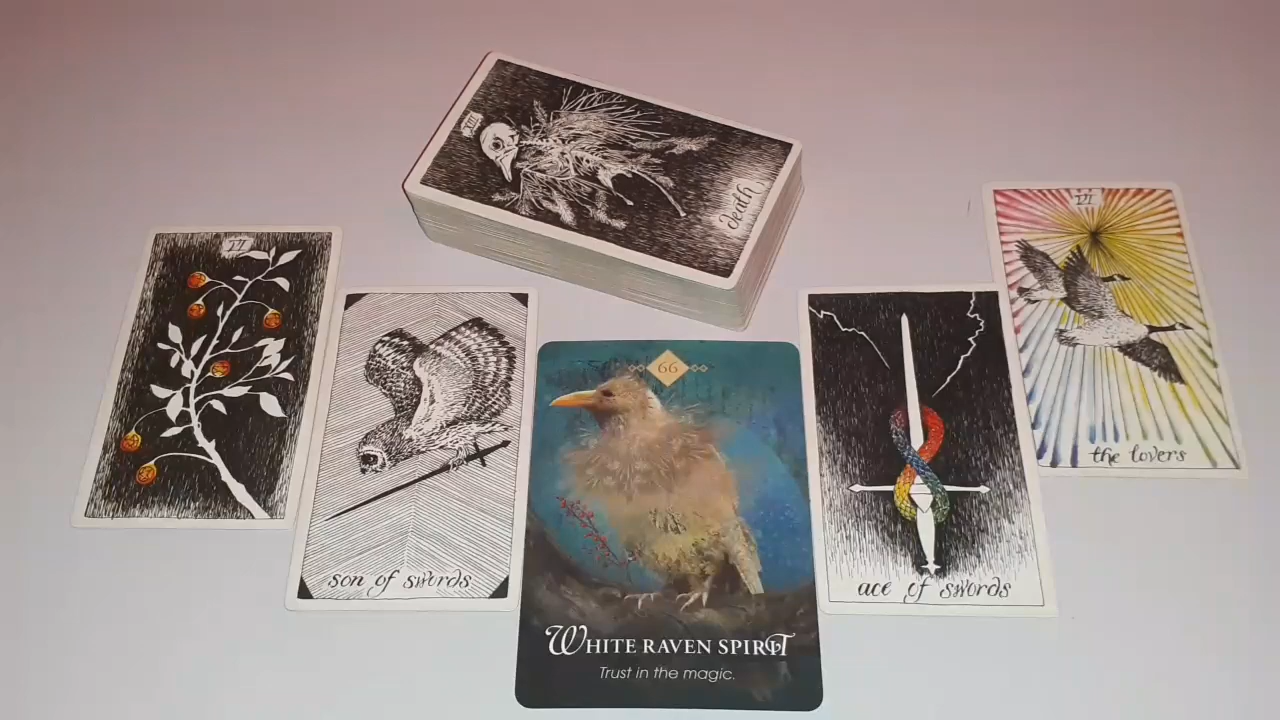 XIII
death
VI
VI
son of swords
ace of swords
the lovers
66
WHITE RAVEN SPIRIT
Trust in the magic.